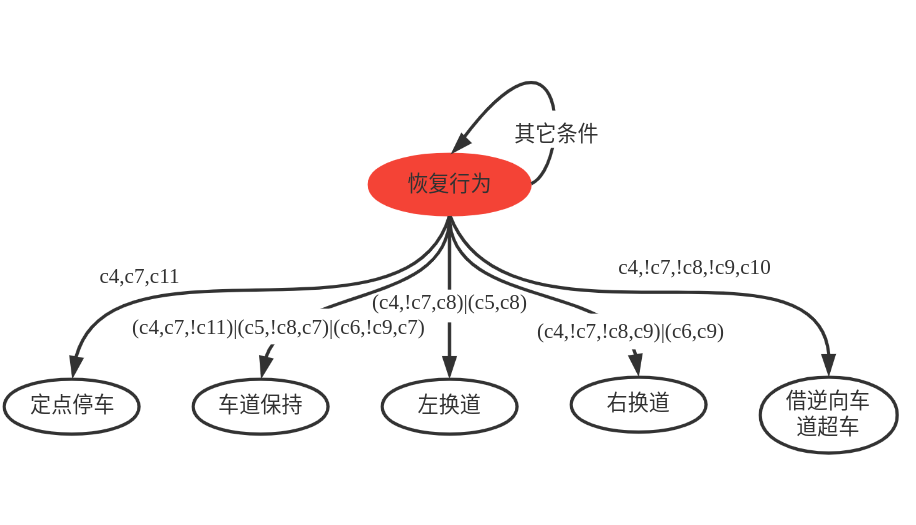 其它条件
恢复行为
c4,c7,c11
c4,!c7,!c8,!c9,c10
(c4,!c7,c8)|(c5,c8)
(c4,c7,!c11)|(c5,!c8,c7)|(c6,!c9,c7)
(c4,!c7,!c8,c9)|(c6,c9)
定点停车
车道保持
左换道
右换道
借逆向车
道超车